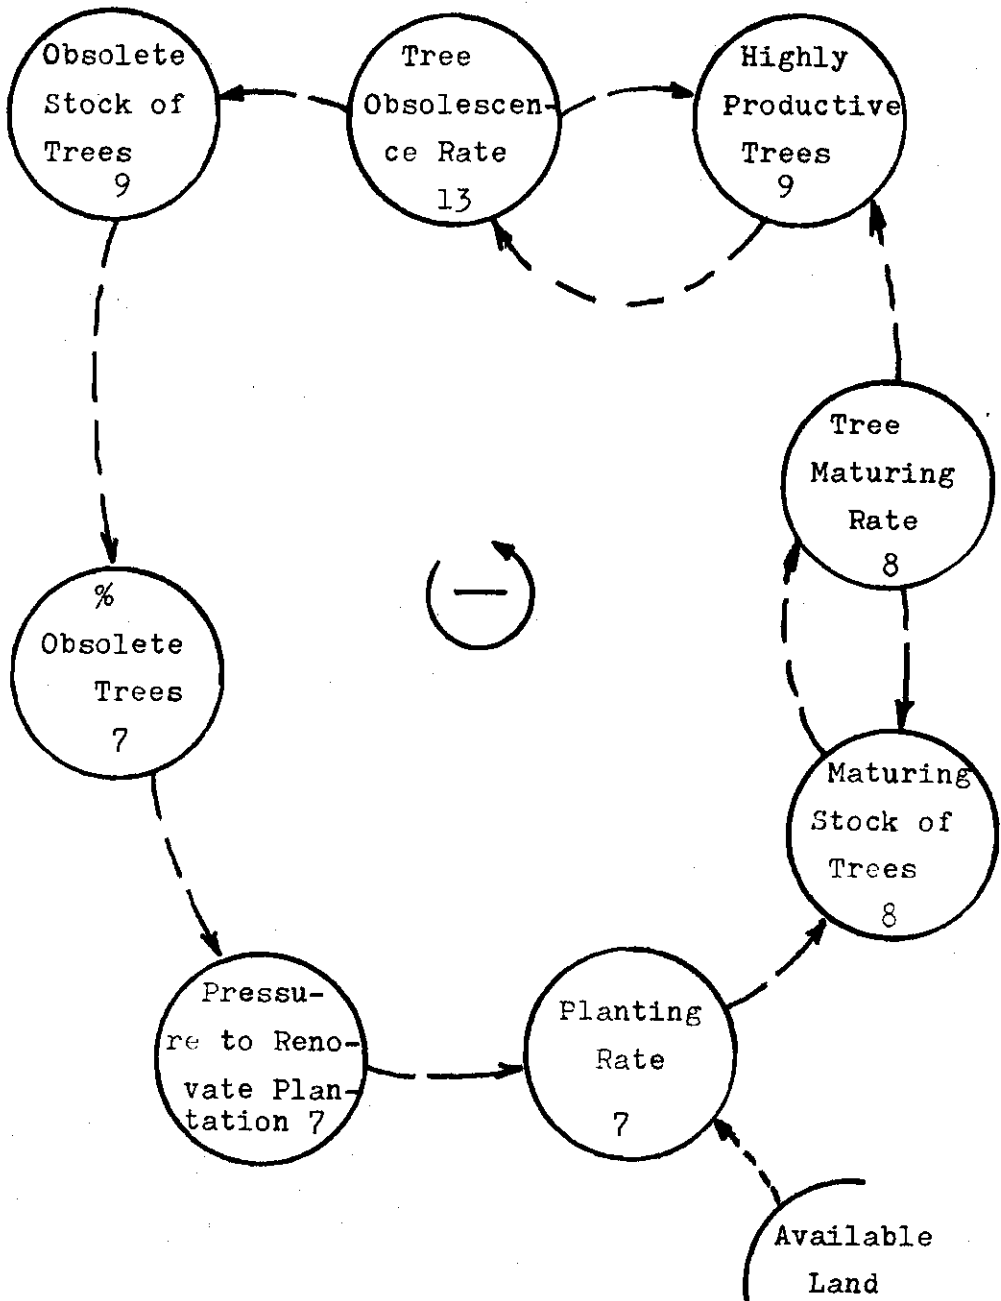 Obsolete
Stock of
Trees
9
Tree
Obsolescen-
ce Rate
13
Highly
Productive
Trees
9
Tree
Maturing
Rate
8
%
Obsolete
Trees
7
Maturing
Stock of
Trees
8
Pressu-
re to Reno-
vate Plan-
tation 7
Planting
Rate
7
Available
Land